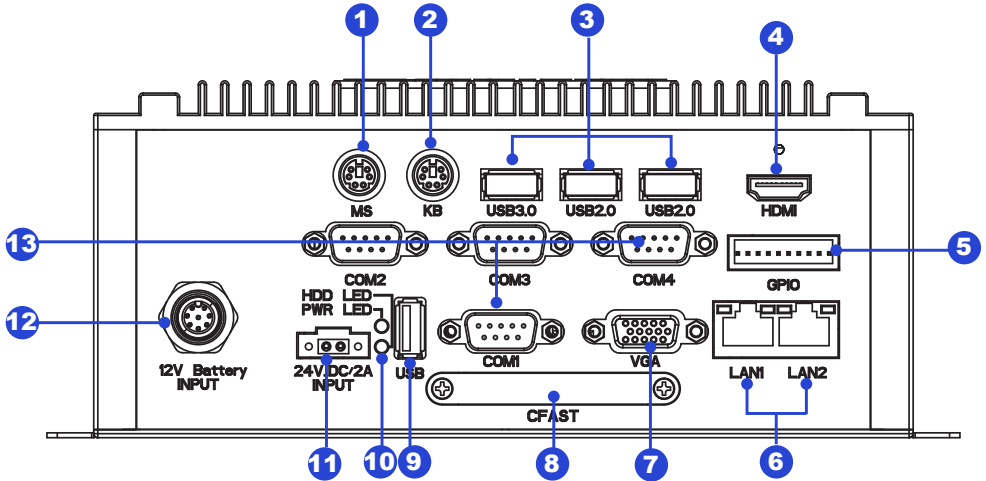 1 2 3 4
MS KB USB3.0 USB2.0 USB2.0 HDMI
13 5
COM2 COM3 COM4 GPIO
HDD LED
PWR LED
12
12V Battery
INPUT
24V.DC/2A
INPUT
USB COM1 VGA LAN1 LAN2
CFAST
11 10 9 8 7 6